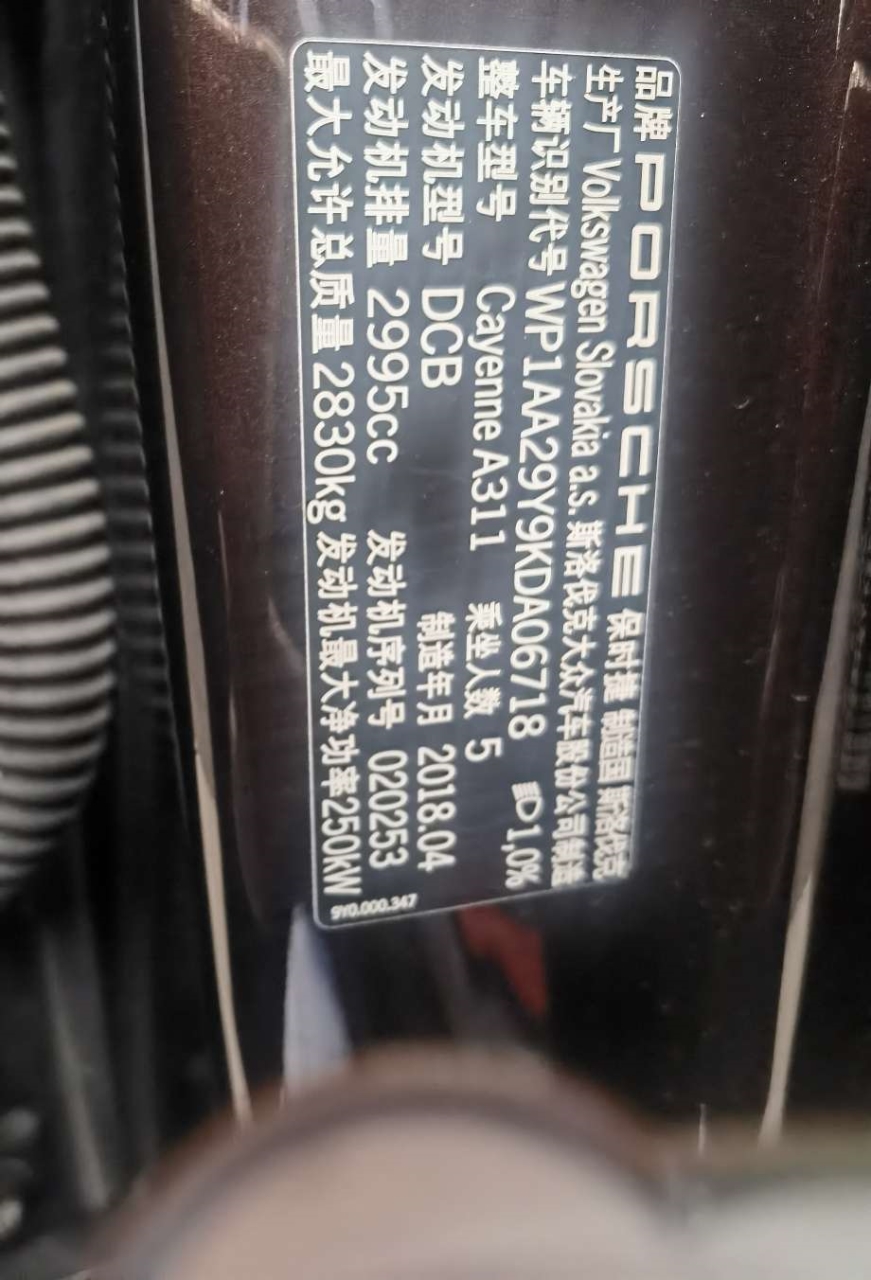 品牌 PORSCHE 保时捷 制造国 斯洛伐克
生产厂 Volkswagen Slovakia a.s. 斯洛伐克大众汽车股份公司制造
车辆识别代号 WP1AA29Y9KDA06718 1,0%
整车型号 Cayenne A311 乘坐人数 5
发动机型号 DCB 制造年月 2018.04
发动机排量 2995cc 发动机序列号 020253
最大允许总质量 2830kg 发动机最大净功率250kW
9Y0.000.347